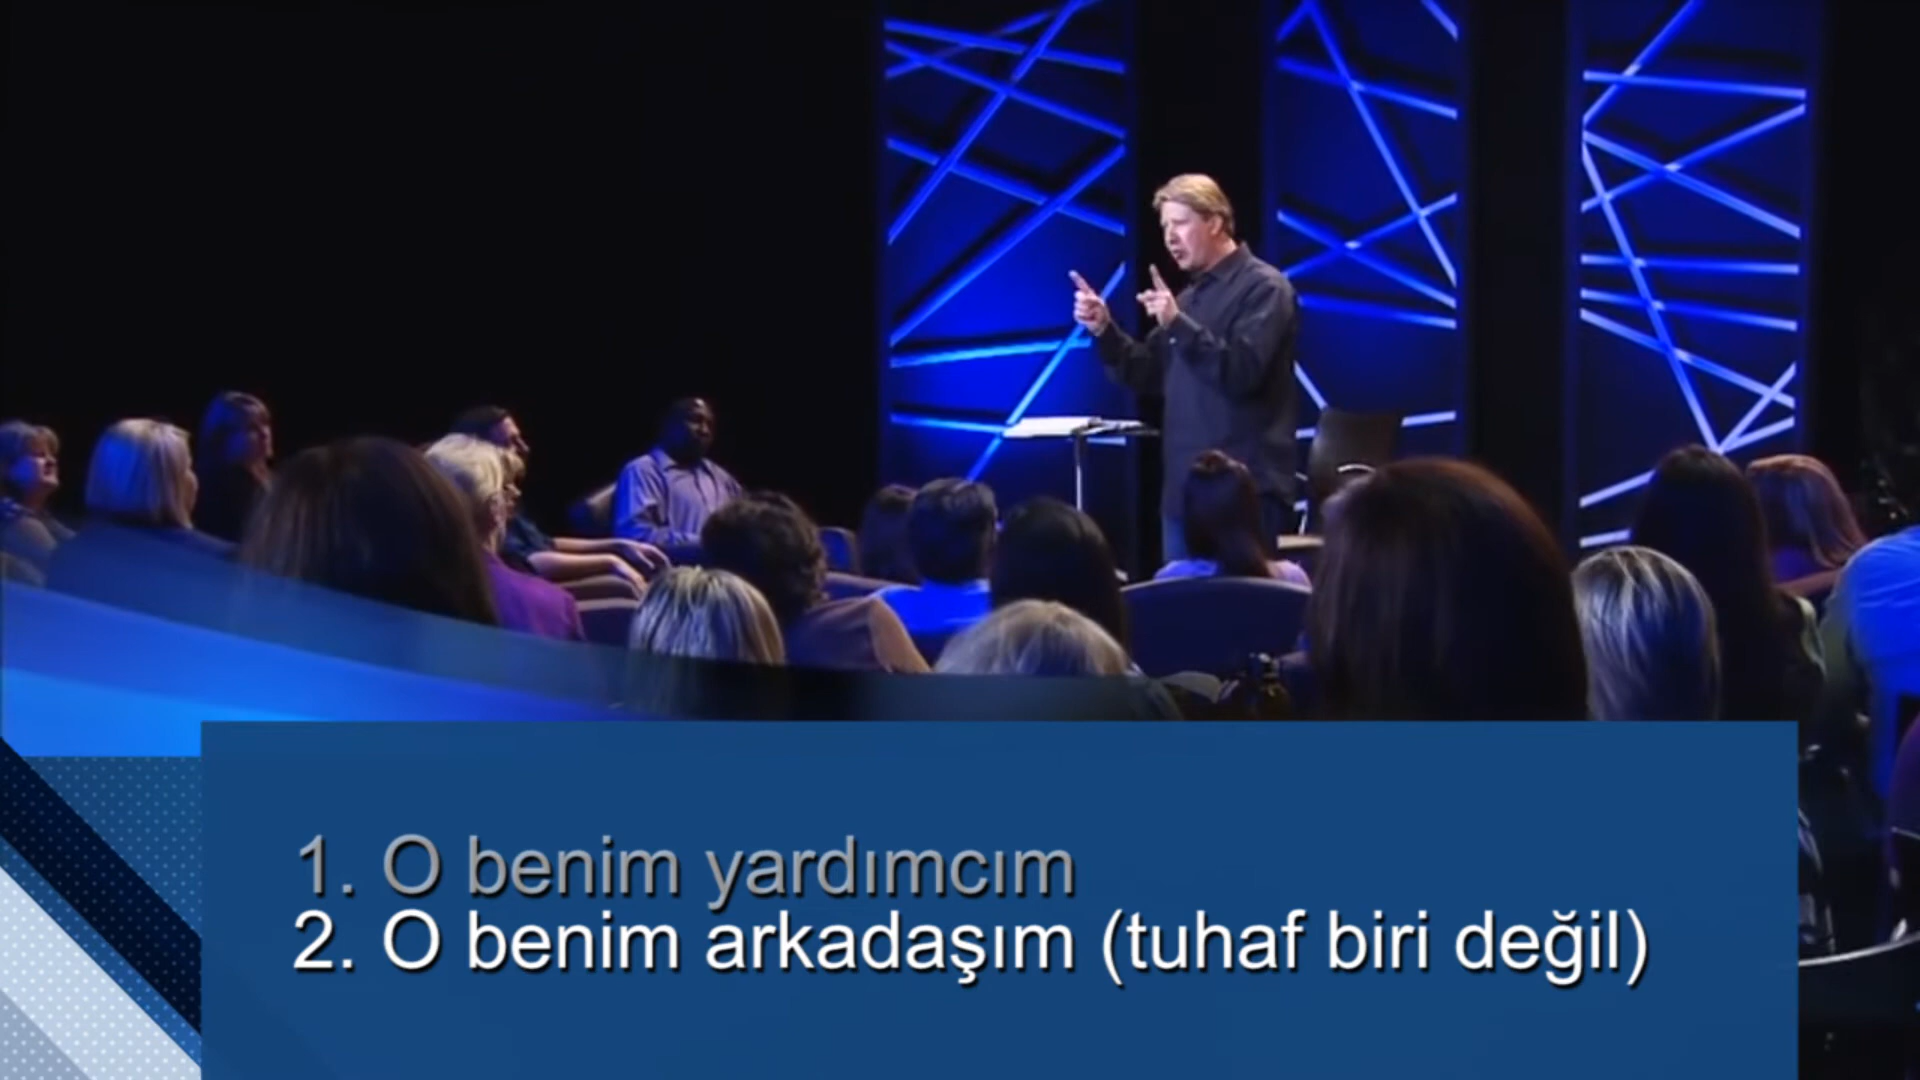 1. O benim yardımcım
2. O benim arkadaşım (tuhaf biri değil)